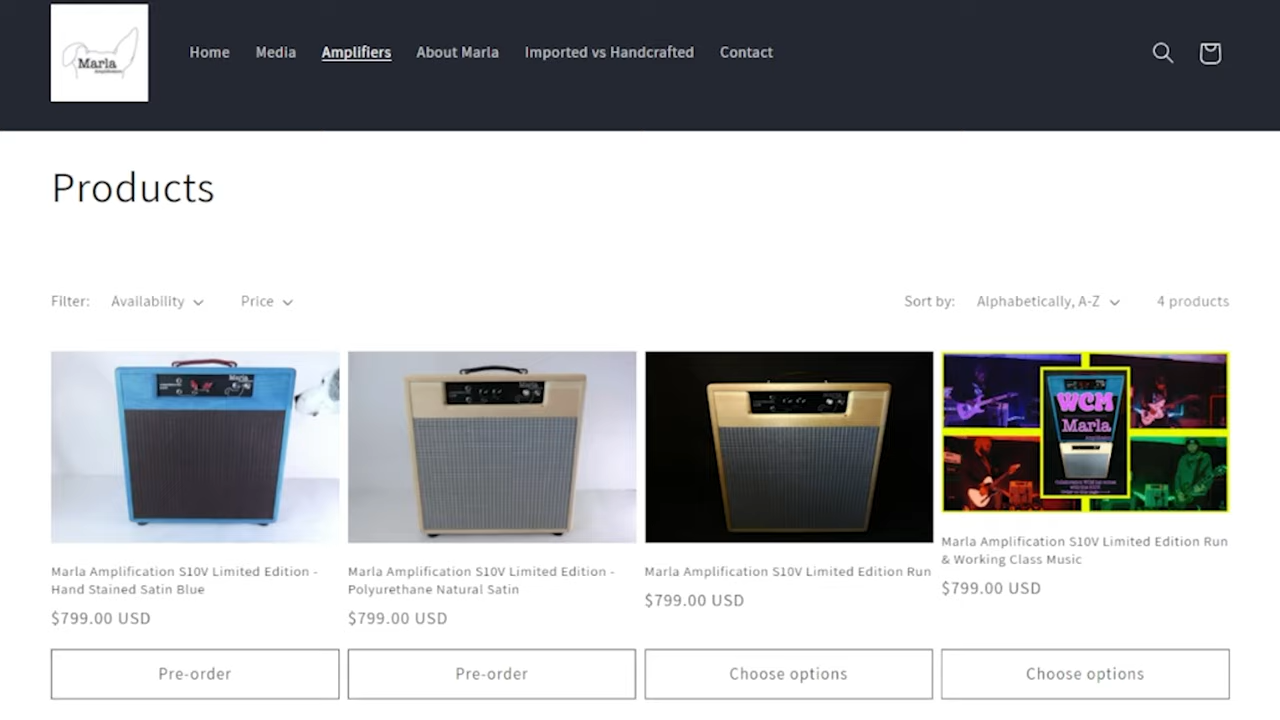 Marla
Amplification
Home
Media
Amplifiers
About Marla
Imported vs Handcrafted
Contact
Products
Filter:
Availability
Price
Sort by:
Alphabetically, A-Z
4 products
Marla
Marla
WCM
Marla
Marla Amplification S10V Limited Edition -
Hand Stained Satin Blue
$799.00 USD
Pre-order
Marla Amplification S10V Limited Edition -
Polyurethane Natural Satin
$799.00 USD
Pre-order
Marla Amplification S10V Limited Edition Run
$799.00 USD
Choose options
Marla Amplification S10V Limited Edition Run
& Working Class Music
$799.00 USD
Choose options